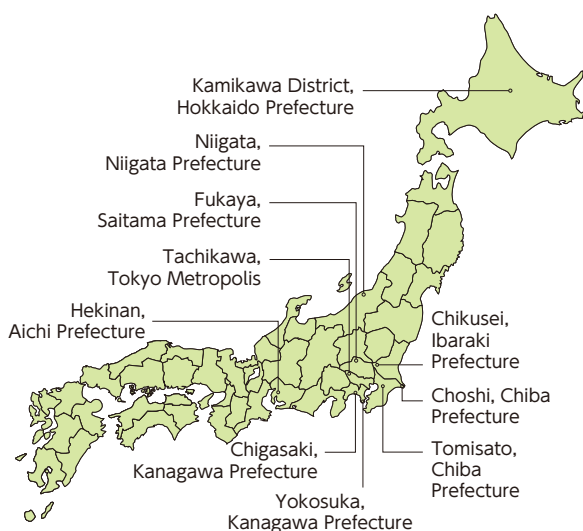 Kamikawa District,
Hokkaido Prefecture
Niigata,
Niigata Prefecture
Fukaya,
Saitama Prefecture
Tachikawa,
Tokyo Metropolis
Hekinan,
Aichi Prefecture
Chikusei,
Ibaraki
Prefecture
Choshi, Chiba
Prefecture
Tomisato,
Chiba
Prefecture
Chigasaki,
Kanagawa Prefecture
Yokosuka,
Kanagawa Prefecture